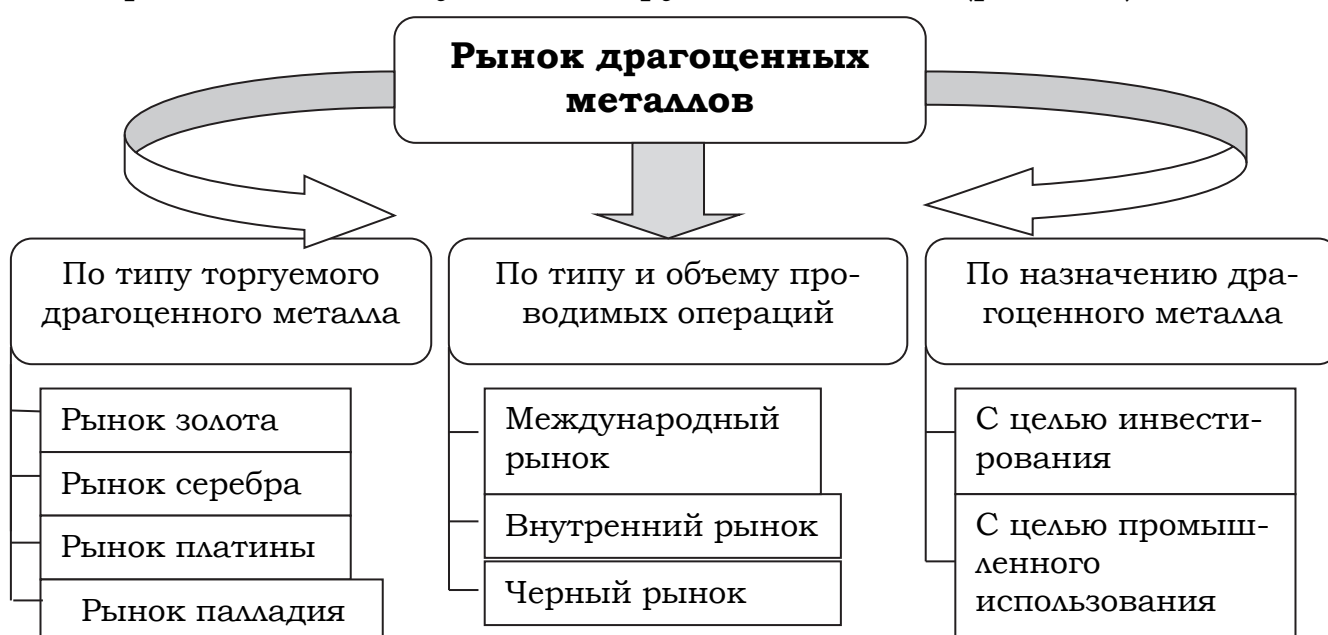 Рынок драгоценных
металлов
По типу торгуемого
драгоценного металла
Рынок золота
Рынок серебра
Рынок платины
Рынок палладия
По типу и объему про-
водимых операций
Международный
рынок
Внутренний рынок
Черный рынок
По назначению дра-
гоценного металла
С целью инвести-
рования
С целью промыш-
ленного
использования